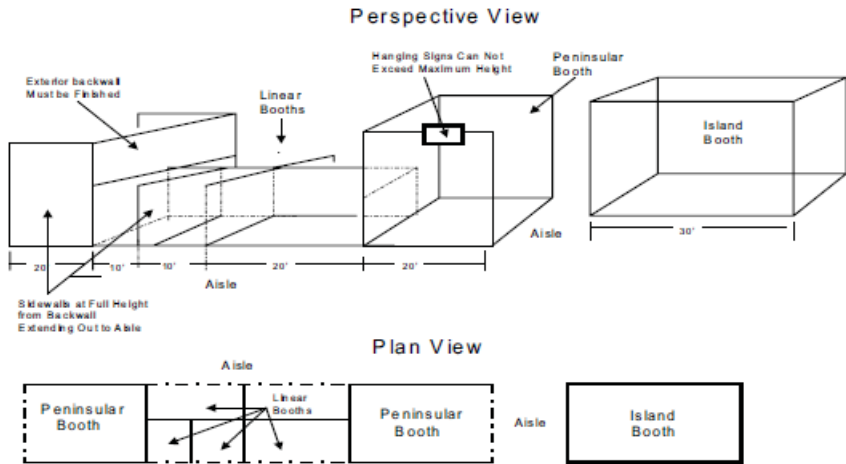 Perspective View
Hanging Signs Can Not
Exceed Maximum Height
Peninsular
Booth
Exterior backwall
Must be Finished
Linear
Booths
Island
Booth
Aisle
20'
10'
10'
20'
20'
30'
Aisle
Sidewalls at Full Height
from Backwall
Extending Out to Aisle
Plan View
Aisle
Peninsular
Booth
Linear
Booths
Peninsular
Booth
Aisle
Island
Booth